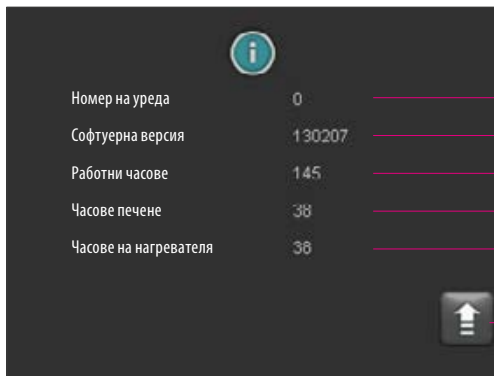 Номер на уреда 0
Софтуерна версия 130207
Работни часове 145
Часове печене 38
Часове на нагревателя 38